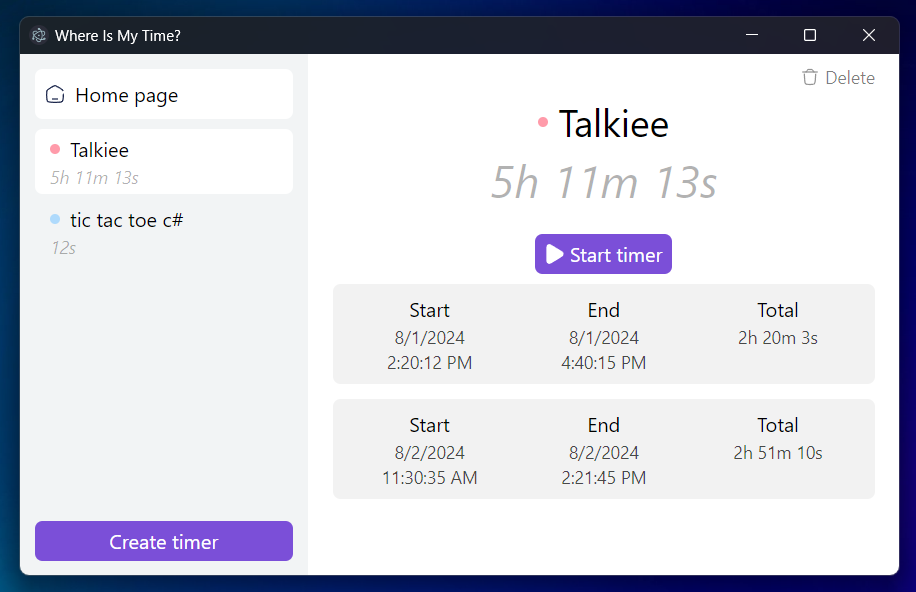 Where Is My Time?
Home page
Talkiee
5h 11m 13s
tic tac toe c#
12s
Create timer
Delete
Talkiee
5h 11m 13s
Start timer
Start End Total
8/1/2024 8/1/2024 2h 20m 3s
2:20:12 PM 4:40:15 PM
Start End Total
8/2/2024 8/2/2024 2h 51m 10s
11:30:35 AM 2:21:45 PM